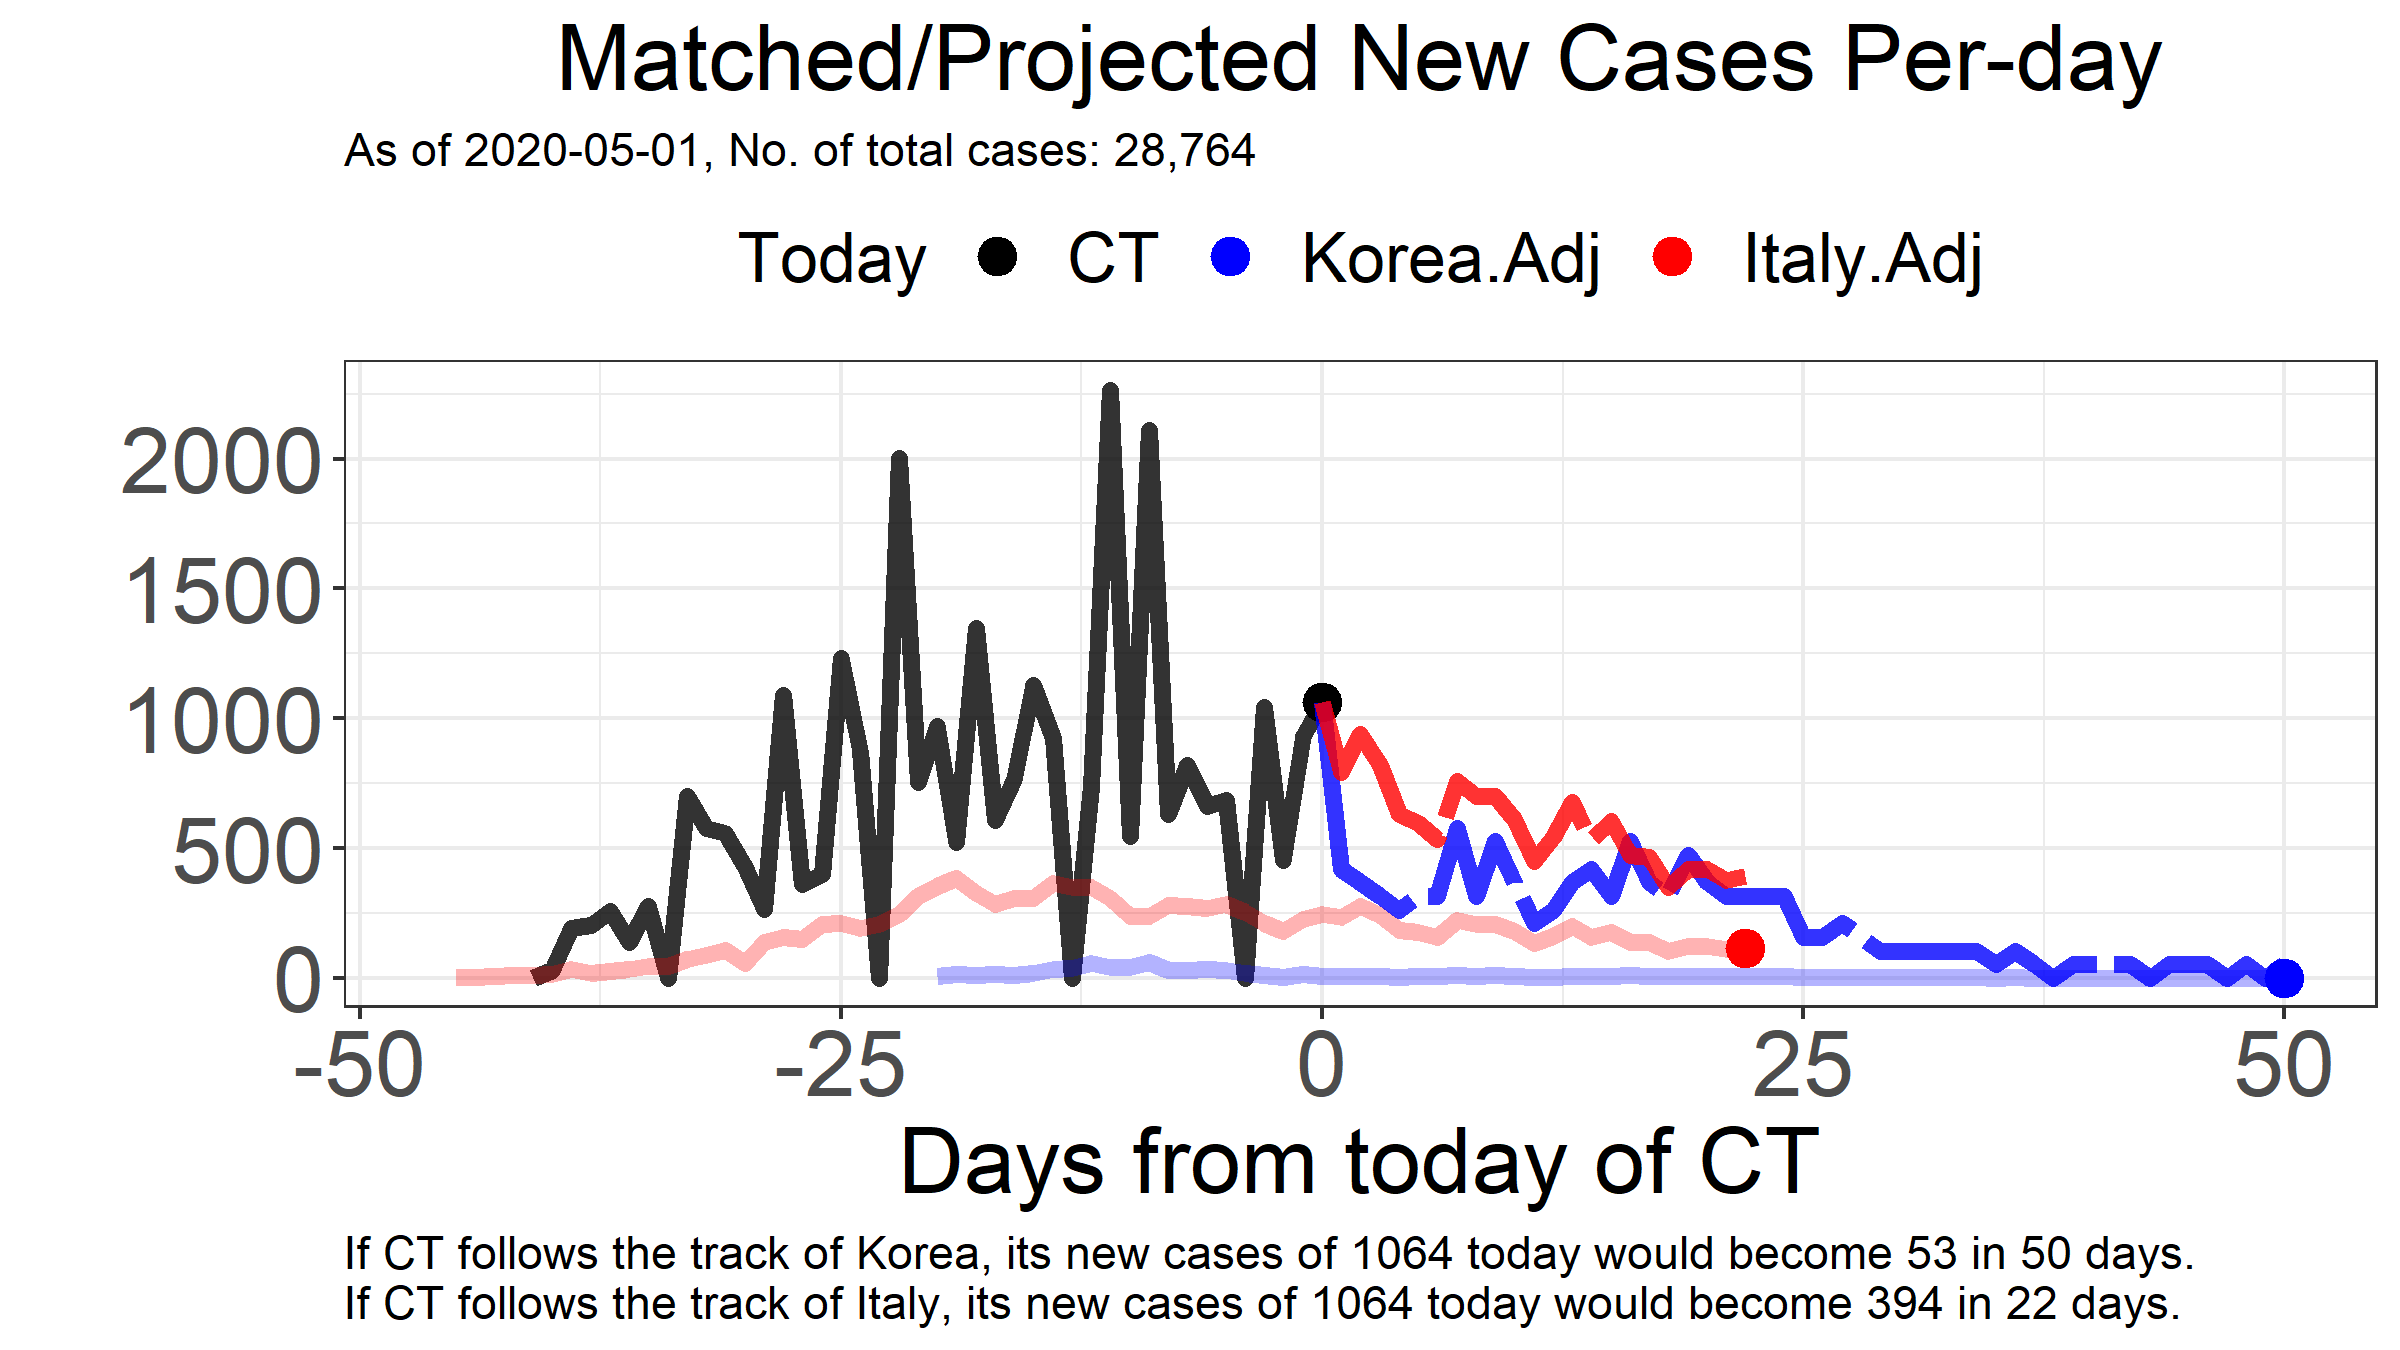 Matched/Projected New Cases Per-day
As of 2020-05-01, No. of total cases: 28,764
Today CT Korea.Adj Italy.Adj
2000
1500
1000
500
0
-50 -25 0 25 50
Days from today of CT
If CT follows the track of Korea, its new cases of 1064 today would become 53 in 50 days.
If CT follows the track of Italy, its new cases of 1064 today would become 394 in 22 days.